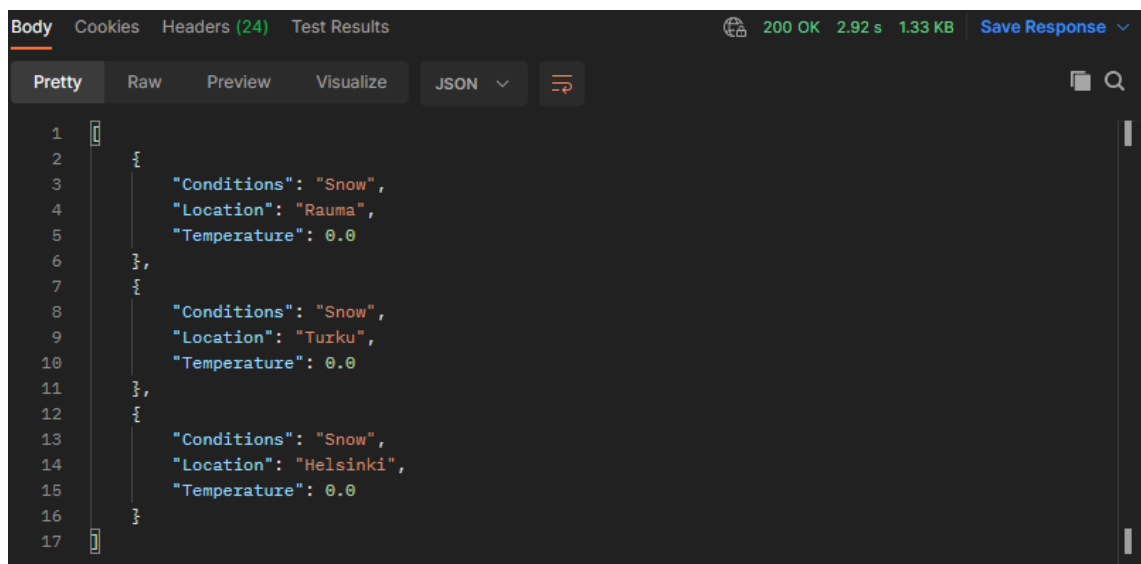 Body Cookies Headers (24) Test Results 200 OK 2.92 s 1.33 KB Save Response
Pretty Raw Preview Visualize JSON
1 [
2 {
3 "Conditions": "Snow",
4 "Location": "Rauma",
5 "Temperature": 0.0
6 },
7 {
8 "Conditions": "Snow",
9 "Location": "Turku",
10 "Temperature": 0.0
11 },
12 {
13 "Conditions": "Snow",
14 "Location": "Helsinki",
15 "Temperature": 0.0
16 }
17 ]